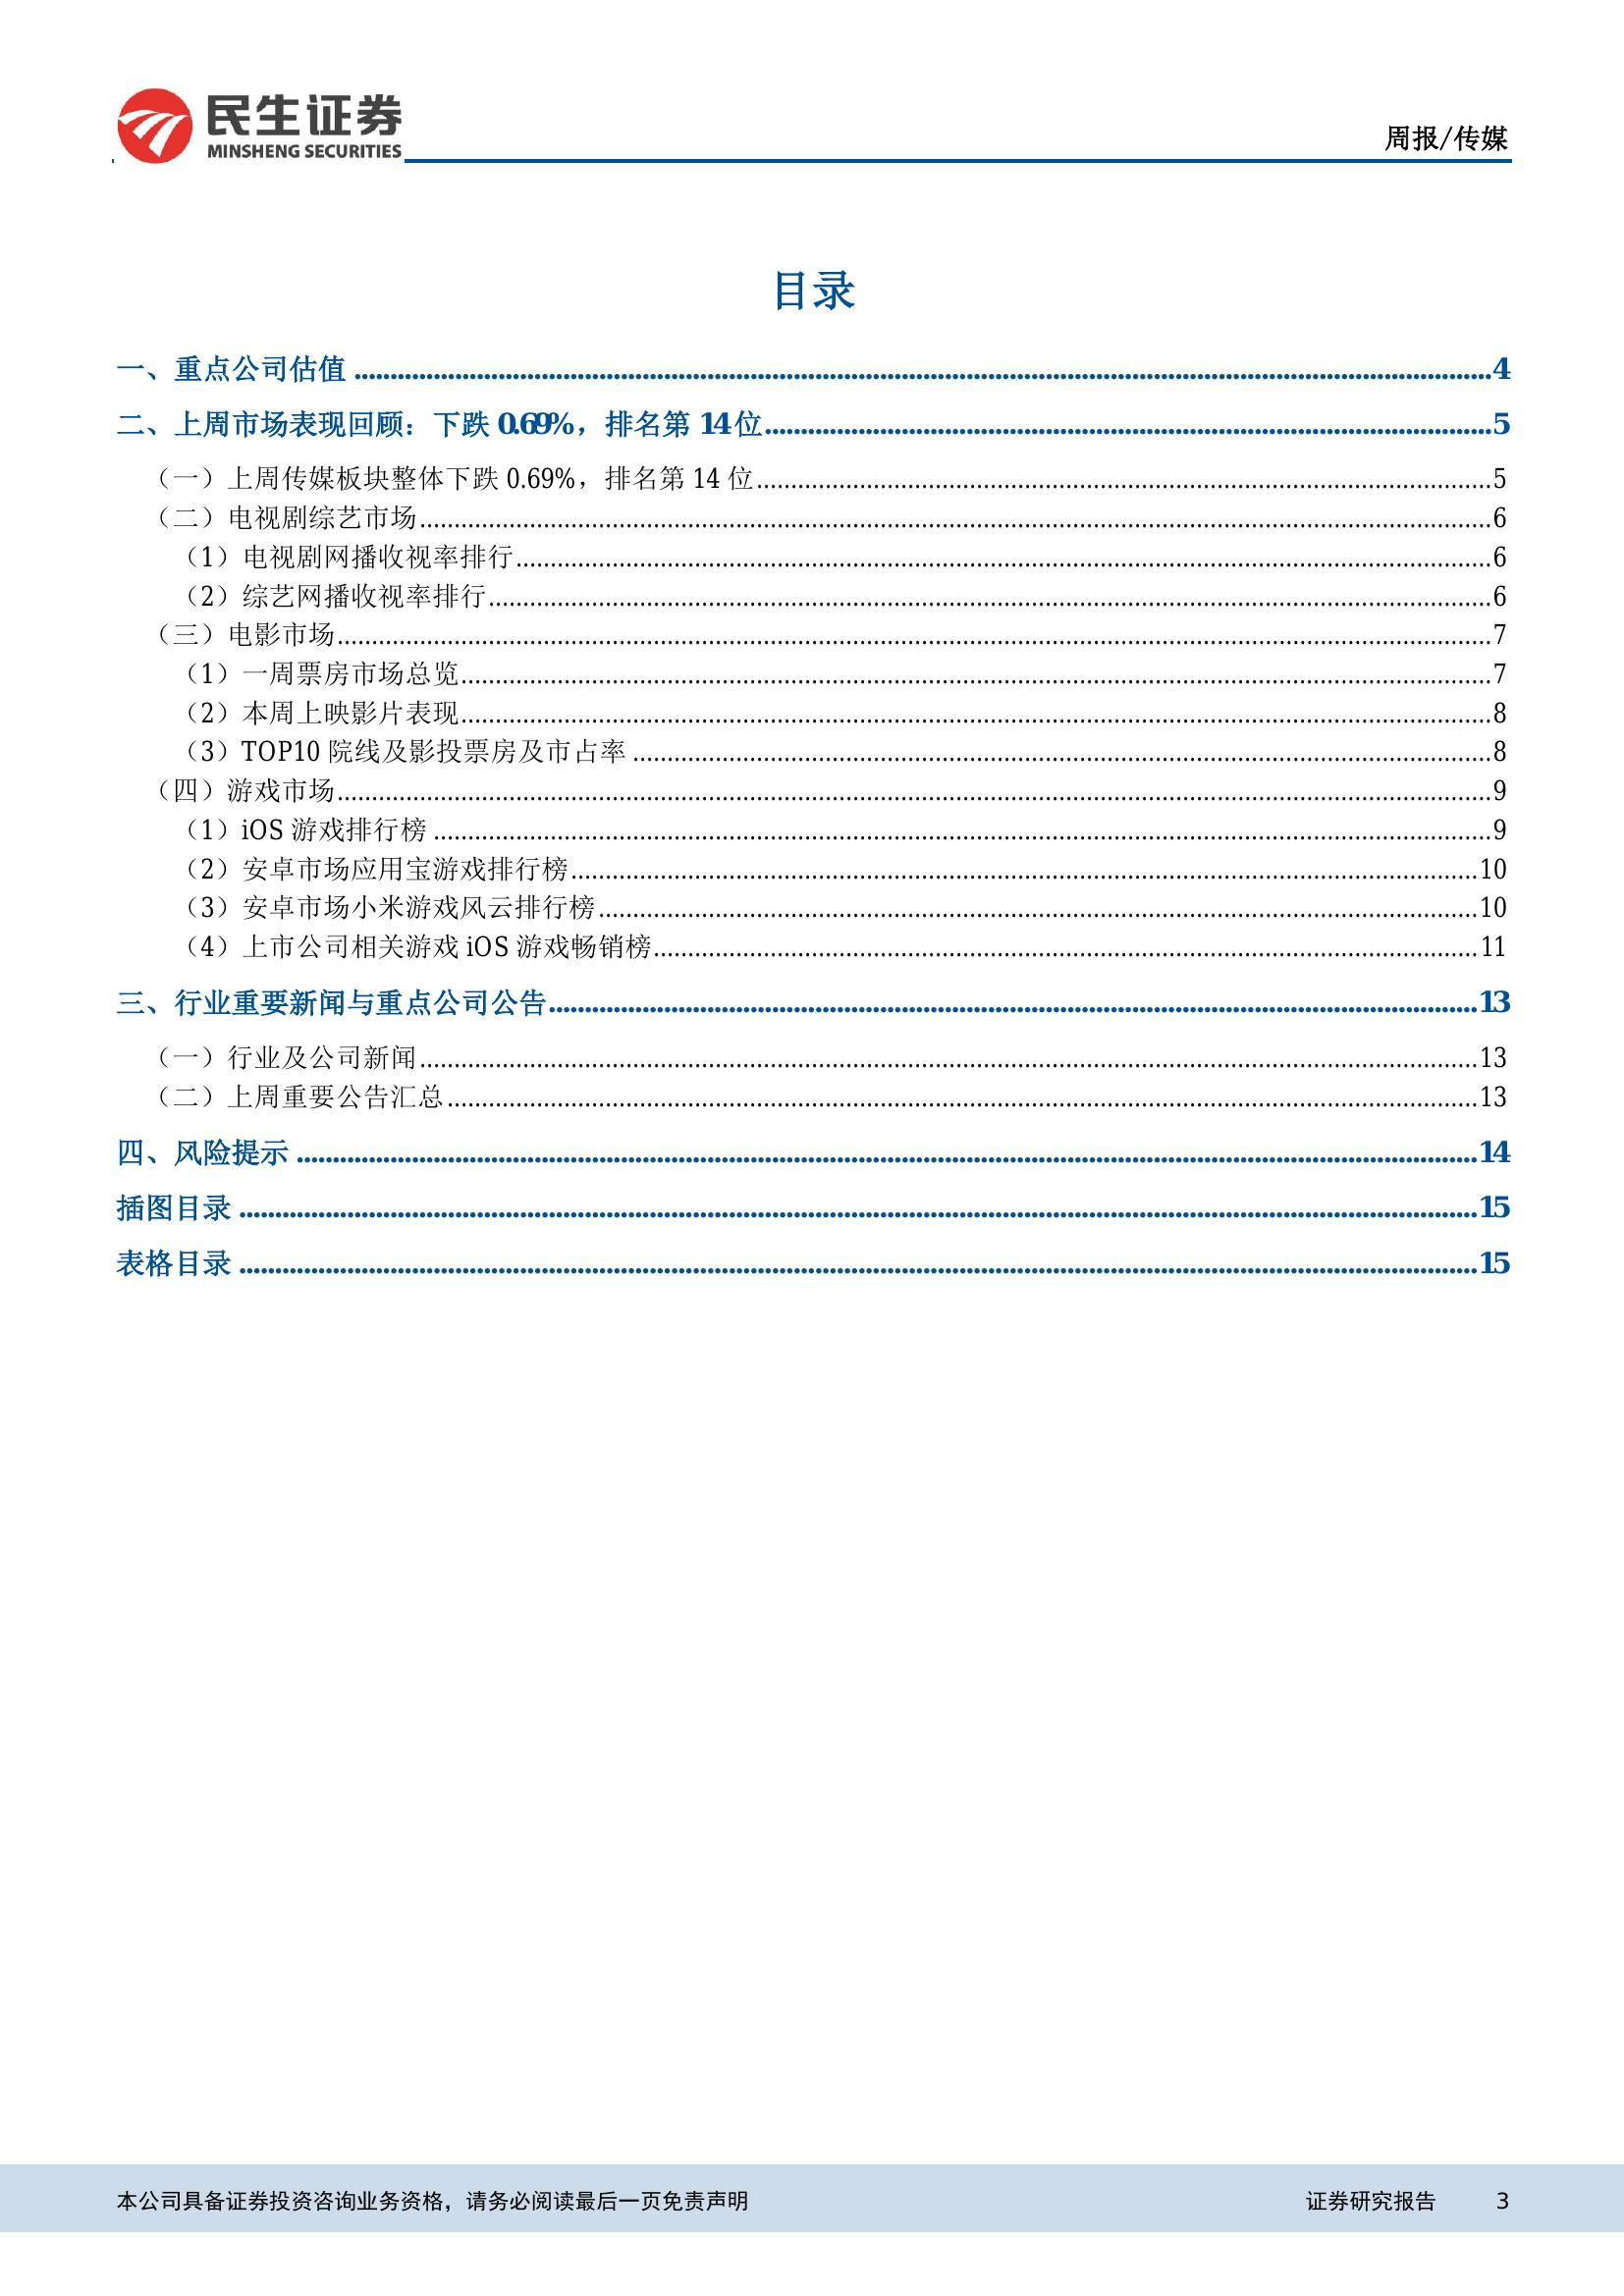 民生证券
MINSHENG SECURITIES
周报/传媒
目录
一、重点公司估值 ........ 4
二、上周市场表现回顾：下跌 0.69%，排名第 14 位 ........ 5
（一）上周传媒板块整体下跌 0.69%，排名第 14 位 ........ 5
（二）电视剧综艺市场 ........ 6
（1）电视剧网播收视率排行 ........ 6
（2）综艺网播收视率排行 ........ 6
（三）电影市场 ........ 7
（1）一周票房市场总览 ........ 7
（2）本周上映影片表现 ........ 8
（3）TOP10 院线及影投票房及市占率 ........ 8
（四）游戏市场 ........ 9
（1）iOS 游戏排行榜 ........ 9
（2）安卓市场应用宝游戏排行榜 ........ 10
（3）安卓市场小米游戏风云排行榜 ........ 10
（4）上市公司相关游戏 iOS 游戏畅销榜 ........ 11
三、行业重要新闻与重点公司公告 ........ 13
（一）行业及公司新闻 ........ 13
（二）上周重要公告汇总 ........ 13
四、风险提示 ........ 14
插图目录 ........ 15
表格目录 ........ 15
本公司具备证券投资咨询业务资格，请务必阅读最后一页免责声明 证券研究报告 3